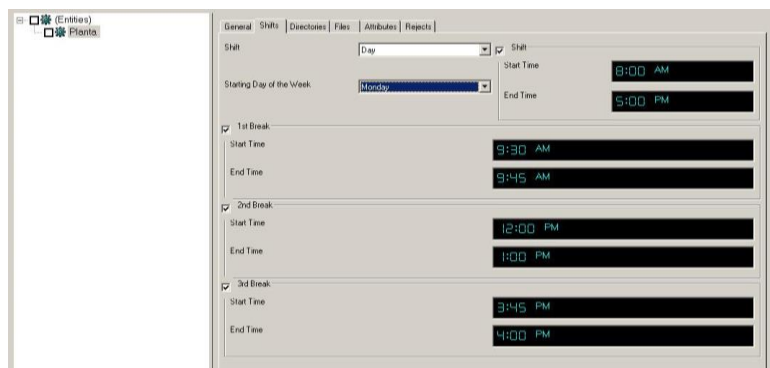 (Entities)
Planta
General Shifts Directories Files Attributes Rejects
Shift Day Shift
Start Time 8:00 AM
Starting Day of the Week Monday
End Time 5:00 PM
1st Break
Start Time 9:30 AM
End Time 9:45 AM
2nd Break
Start Time 12:00 PM
End Time 1:00 PM
3rd Break
Start Time 3:45 PM
End Time 4:00 PM